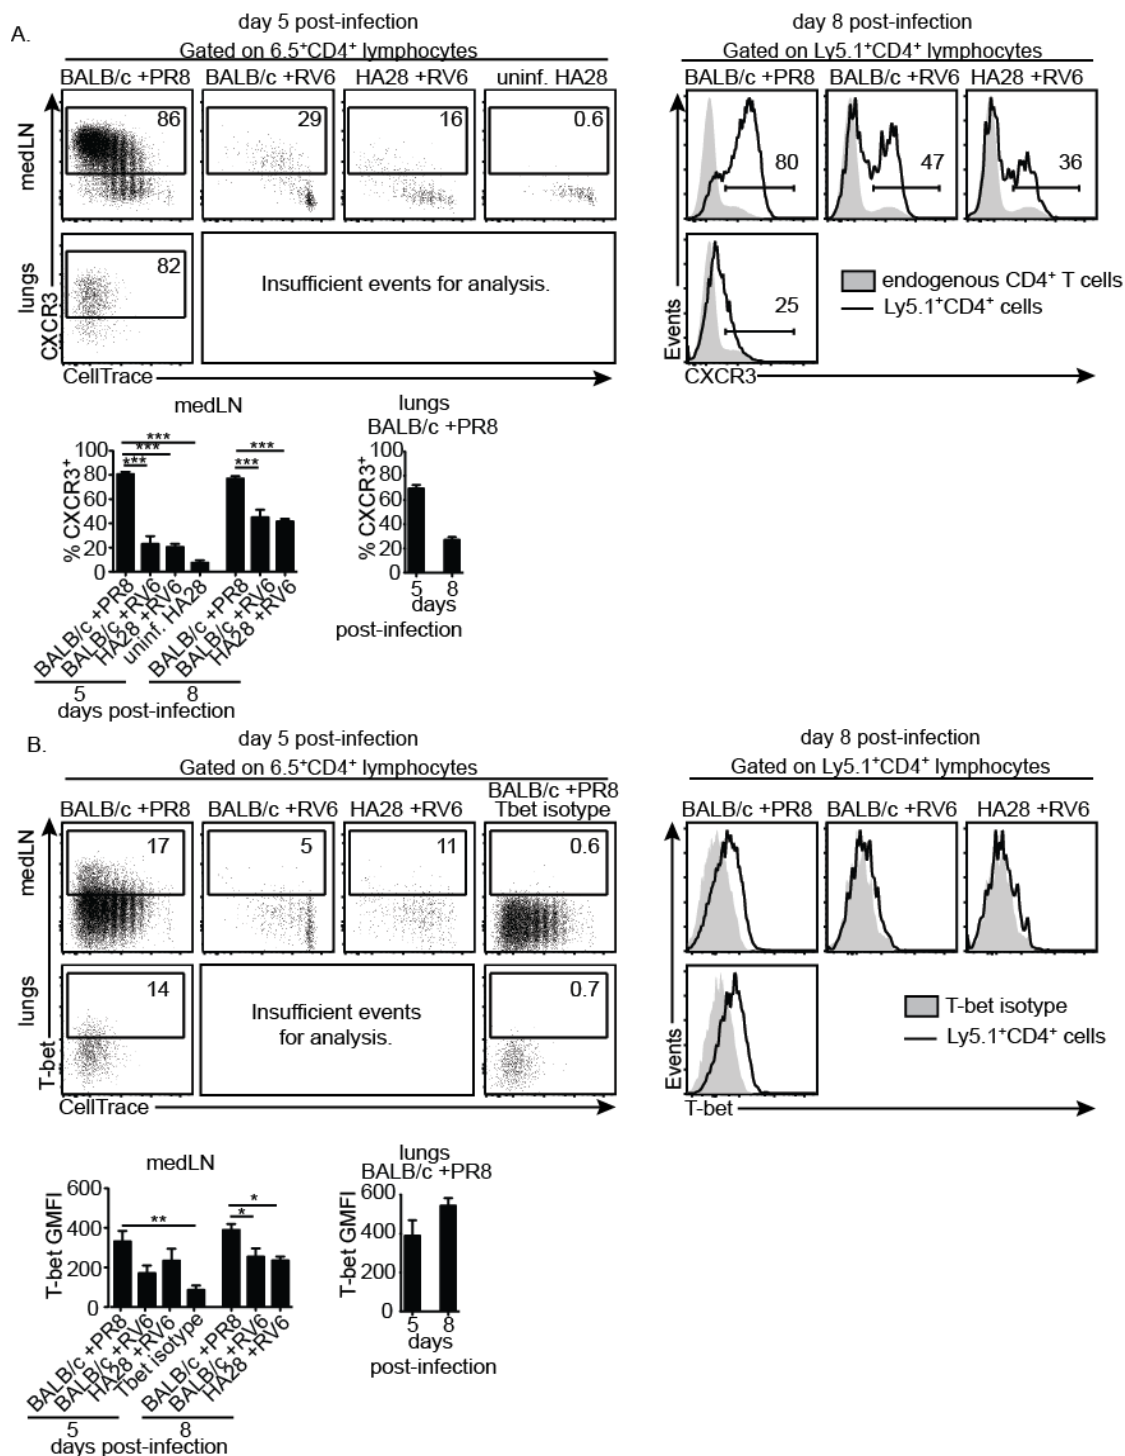 A.
day 5 post-infection
Gated on 6.5⁺CD4⁺ lymphocytes
BALB/c +PR8 BALB/c +RV6 HA28 +RV6 uninf. HA28
medLN
86 29 16 0.6
lungs
CXCR3
82
Insufficient events for analysis.
CellTrace
day 8 post-infection
Gated on Ly5.1⁺CD4⁺ lymphocytes
BALB/c +PR8 BALB/c +RV6 HA28 +RV6
80 47 36
25
Events
CXCR3
endogenous CD4⁺ T cells
Ly5.1⁺CD4⁺ cells
medLN
% CXCR3⁺
100
80
60
40
20
0
***
***
***
***
***
BALB/c +PR8
BALB/c +RV6
HA28 +RV6
uninf. HA28
BALB/c +PR8
BALB/c +RV6
HA28 +RV6
5 8
days post-infection
lungs
BALB/c +PR8
% CXCR3⁺
100
80
60
40
20
0
5 8
days
post-infection
B.
day 5 post-infection
Gated on 6.5⁺CD4⁺ lymphocytes
BALB/c +PR8 BALB/c +RV6 HA28 +RV6 BALB/c +PR8
Tbet isotype
medLN
17 5 11 0.6
lungs
T-bet
14
Insufficient events
for analysis.
0.7
CellTrace
day 8 post-infection
Gated on Ly5.1⁺CD4⁺ lymphocytes
BALB/c +PR8 BALB/c +RV6 HA28 +RV6
Events
T-bet
T-bet isotype
Ly5.1⁺CD4⁺ cells
medLN
T-bet GMFI
600
400
200
0
**
*
*
BALB/c +PR8
BALB/c +RV6
HA28 +RV6
Tbet isotype
BALB/c +PR8
BALB/c +RV6
HA28 +RV6
5 8
days post-infection
lungs
BALB/c +PR8
T-bet GMFI
600
400
200
0
5 8
days
post-infection